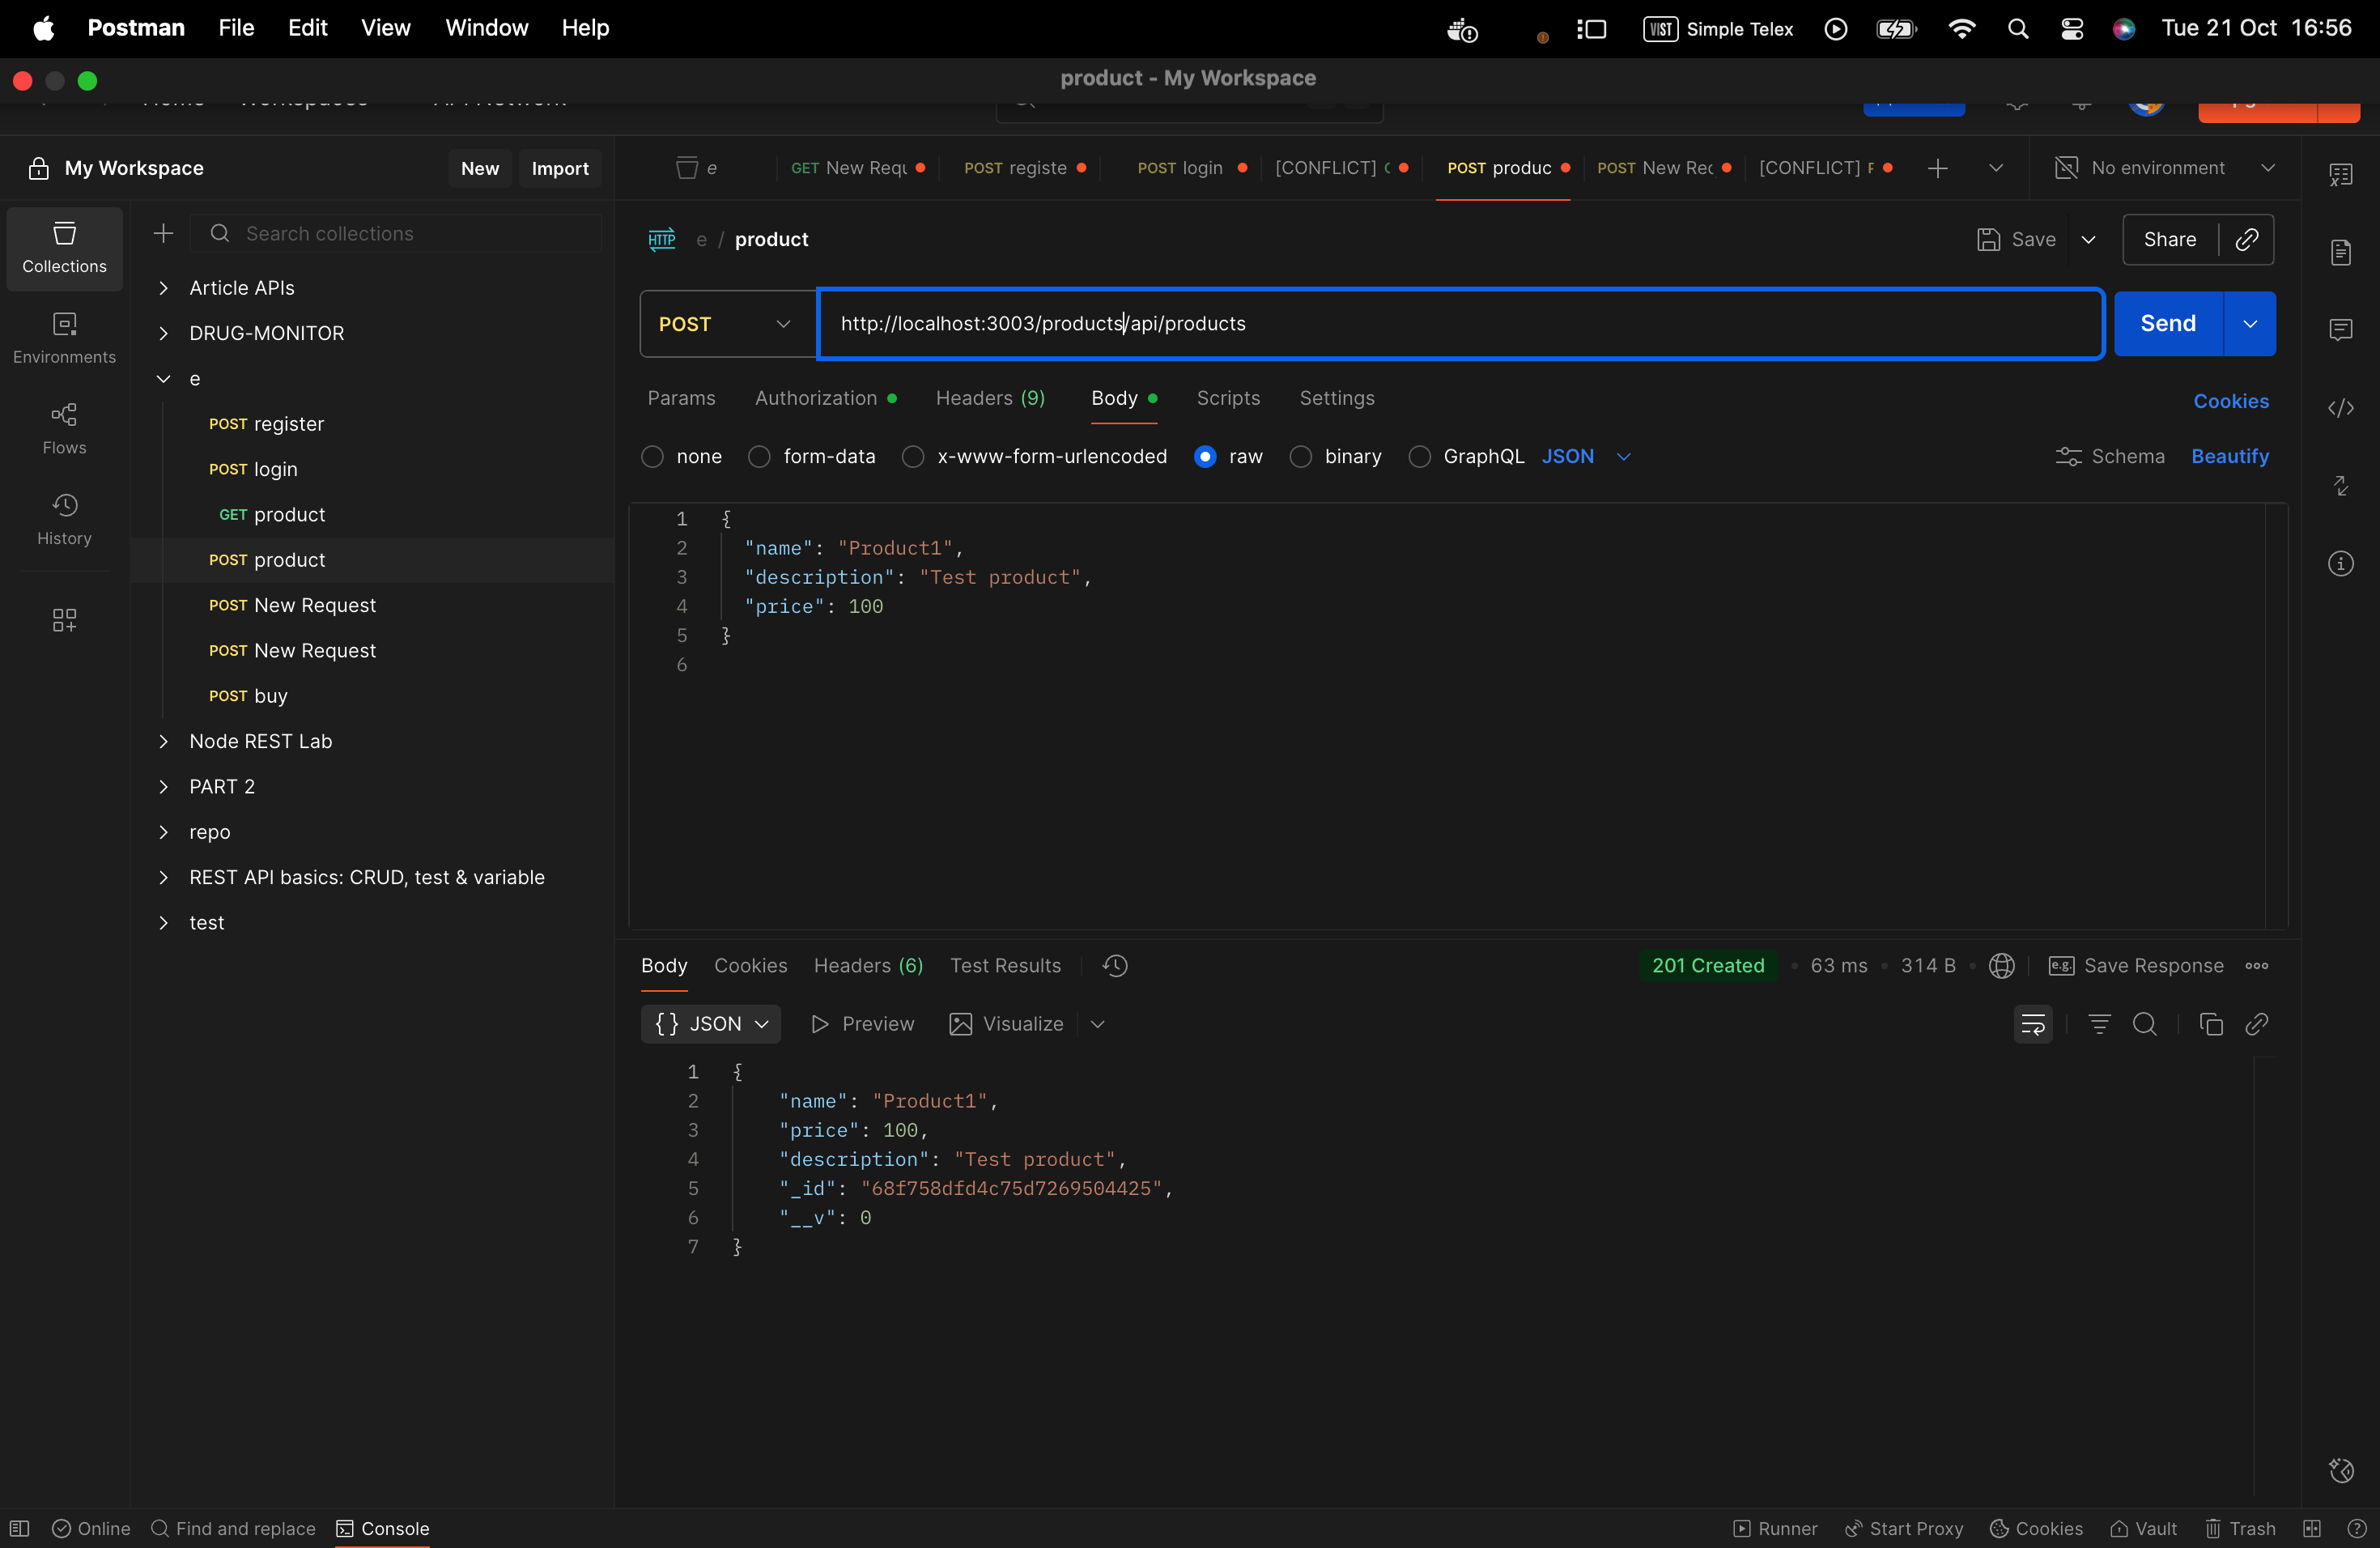 Postman File Edit View Window Help VIST Simple Telex Tue 21 Oct 16:56
product - My Workspace
My Workspace New Import
e GET New Requ POST registe POST login [CONFLICT] POST produc POST New Rec [CONFLICT] No environment
Search collections
Collections
Environments
Flows
History
Article APIs
DRUG-MONITOR
e
POST register
POST login
GET product
POST product
POST New Request
POST New Request
POST buy
Node REST Lab
PART 2
repo
REST API basics: CRUD, test & variable
test
HTTP e / product Save Share
POST http://localhost:3003/products/api/products Send
Params Authorization Headers (9) Body Scripts Settings Cookies
none form-data x-www-form-urlencoded raw binary GraphQL JSON Schema Beautify
1 {
2 "name": "Product1",
3 "description": "Test product",
4 "price": 100
5 }
6
Body Cookies Headers (6) Test Results 201 Created • 63 ms • 314 B • e.g. Save Response
{} JSON Preview Visualize
1 {
2 "name": "Product1",
3 "price": 100,
4 "description": "Test product",
5 "_id": "68f758dfd4c75d7269504425",
6 "__v": 0
7 }
Online Find and replace Console Runner Start Proxy Cookies Vault Trash